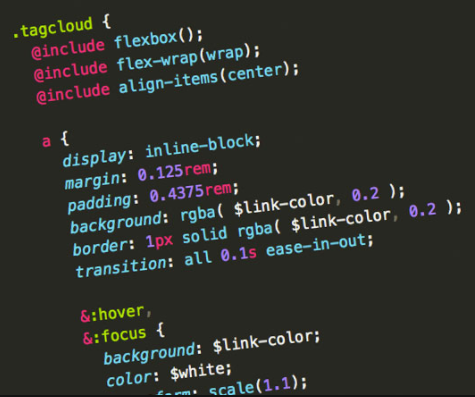 .tagcloud {
@include flexbox();
@include flex-wrap(wrap);
@include align-items(center);
a {
display: inline-block;
margin: 0.125rem;
padding: 0.4375rem;
background: rgba( $link-color, 0.2 );
border: 1px solid rgba( $link-color, 0.2 );
transition: all 0.1s ease-in-out;
&:hover,
&:focus {
background: $link-color;
color: $white;
scale(1.1);